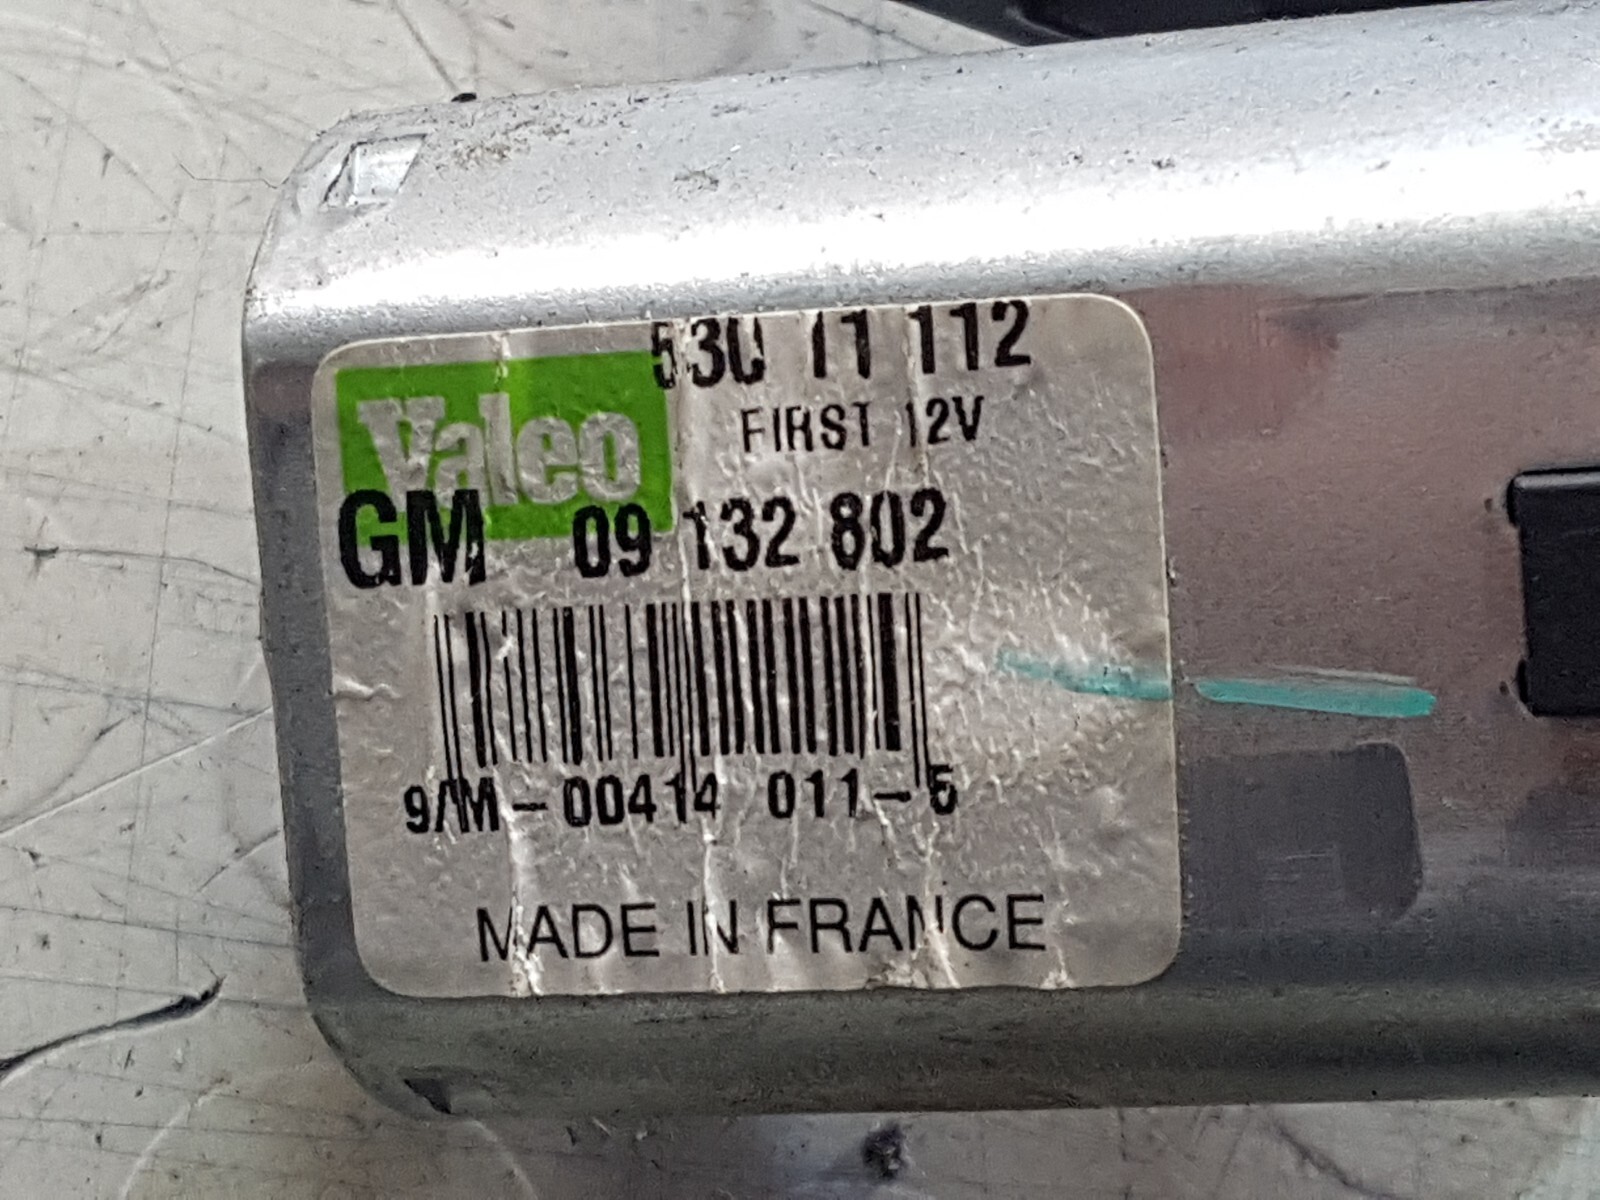 530 11 112
Valeo
FIRST 12V
GM 09 132 802
9/M-00414 011-5
MADE IN FRANCE